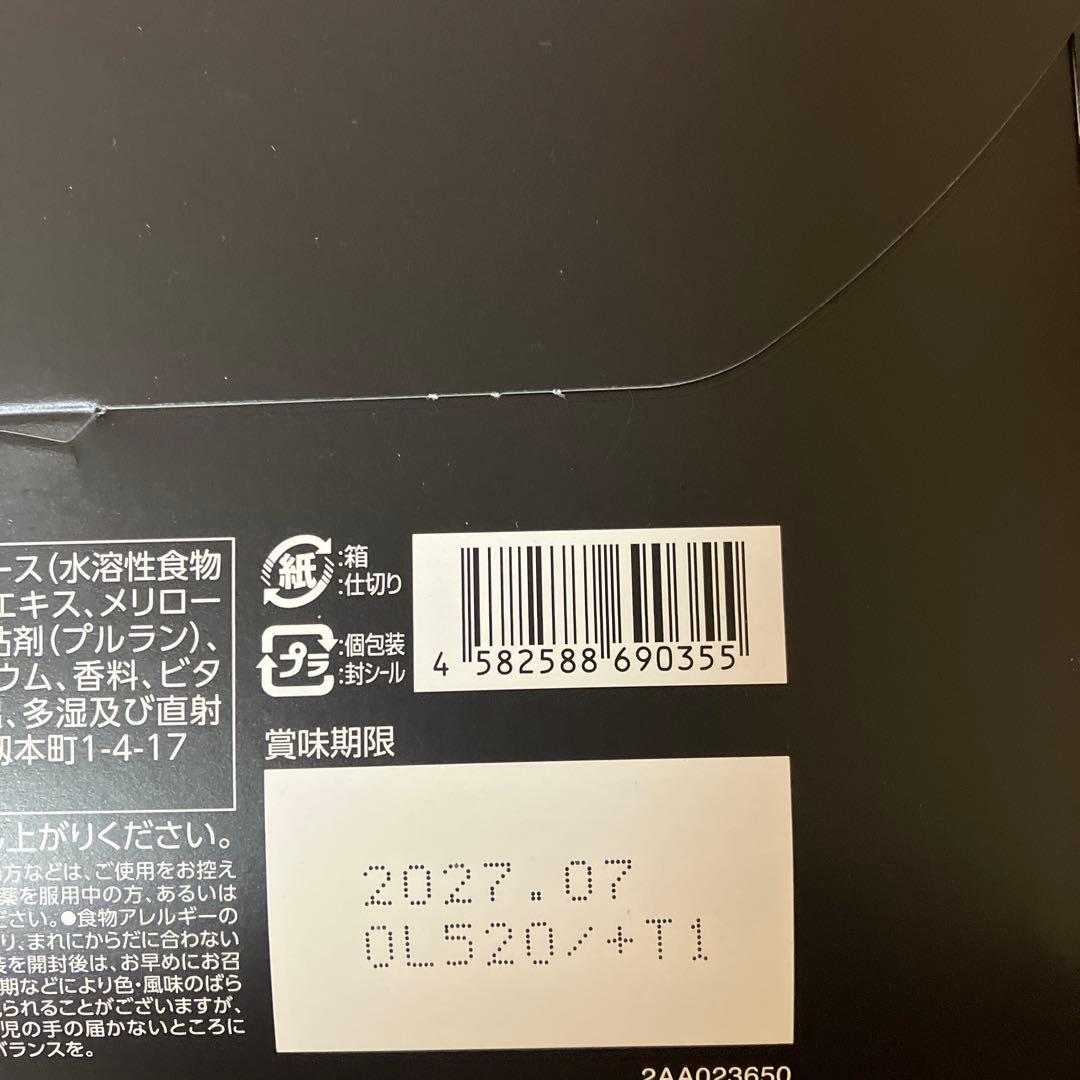 ース(水溶性食物
エキス、メリロー
粘剤(プルラン)、
ウム、香料、ビタ
、多湿及び直射
本町1-4-17
し上がりください。
方などは、ご使用をお控え
薬を服用中の方、あるいは
ださい。●食物アレルギーの
り、まれにからだに合わない
装を開封後は、お早めにお召
期などにより色・風味のばら
られることがございますが、
児の手の届かないところに
バランスを。
紙
:箱
:仕切り
プラ
:個包装
:封シール
4 582588 690355
賞味期限
2027.07
OL520/+T1
2AA023650